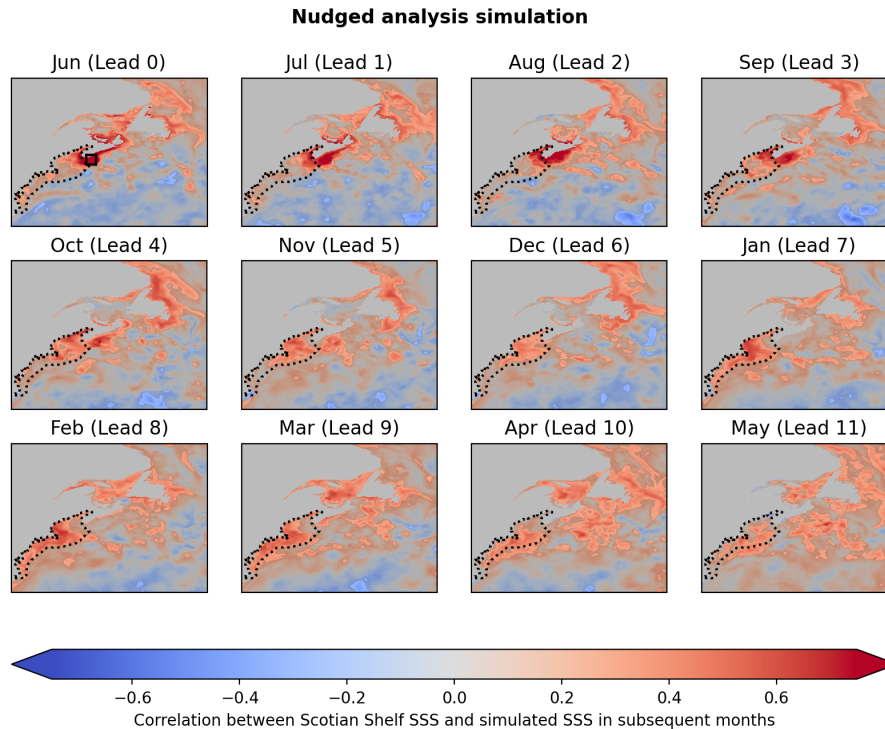 Nudged analysis simulation
Jun (Lead 0) Jul (Lead 1) Aug (Lead 2) Sep (Lead 3)
Oct (Lead 4) Nov (Lead 5) Dec (Lead 6) Jan (Lead 7)
Feb (Lead 8) Mar (Lead 9) Apr (Lead 10) May (Lead 11)
−0.6 −0.4 −0.2 0.0 0.2 0.4 0.6
Correlation between Scotian Shelf SSS and simulated SSS in subsequent months